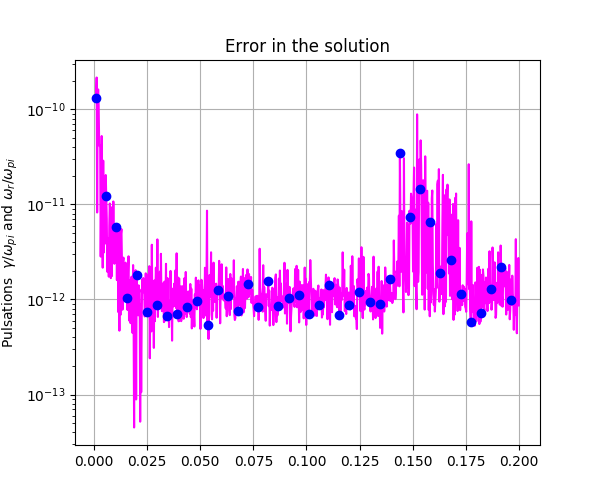 Error in the solution
Pulsations γ/ω_pi and ω_r/ω_pi
10^−10
10^−11
10^−12
10^−13
0.000 0.025 0.050 0.075 0.100 0.125 0.150 0.175 0.200